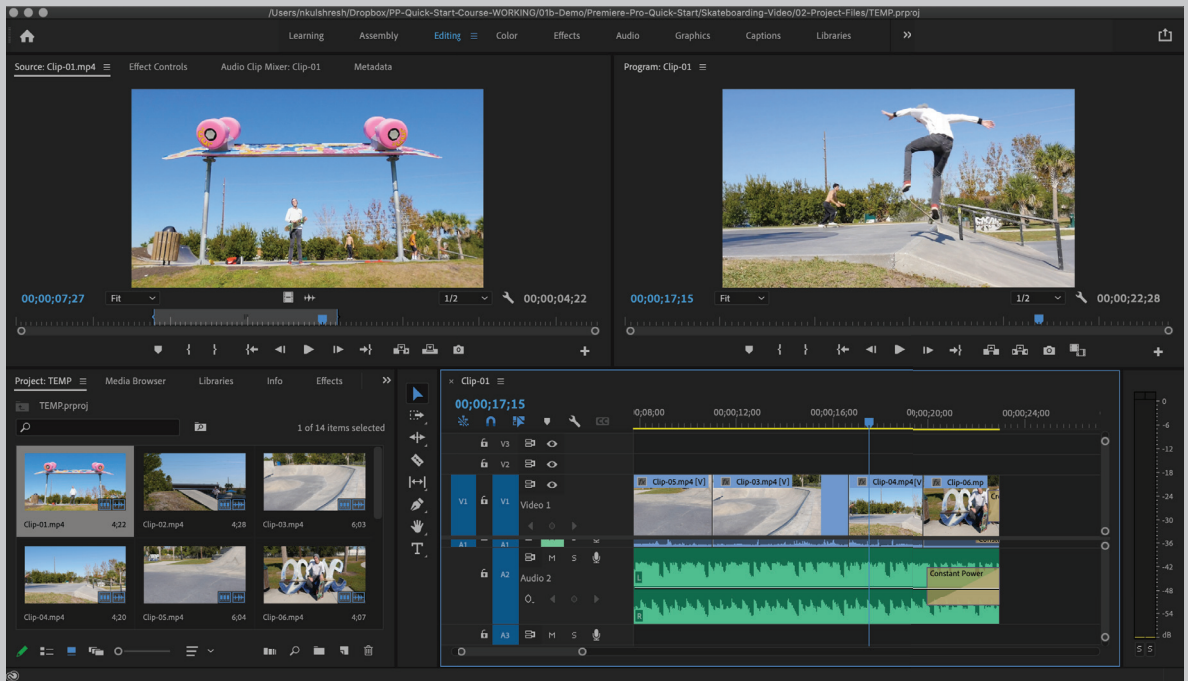 /Users/nkulshresh/Dropbox/PP-Quick-Start-Course-WORKING/01b-Demo/Premiere-Pro-Quick-Start/Skateboarding-Video/02-Project-Files/TEMP.prproj
Learning Assembly Editing Color Effects Audio Graphics Captions Libraries
Source: Clip-01.mp4 Effect Controls Audio Clip Mixer: Clip-01 Metadata
Program: Clip-01
00;00;07;27 Fit 1/2 00;00;04;22
00;00;17;15 Fit 1/2 00;00;22;28
Project: TEMP Media Browser Libraries Info Effects
TEMP.prproj
1 of 14 items selected
Clip-01.mp4 4;22 Clip-02.mp4 4;28 Clip-03.mp4 6;03
Clip-04.mp4 4;20 Clip-05.mp4 6;04 Clip-06.mp4 4;07
× Clip-01
00;00;17;15
0;08;00 00;00;12;00 00;00;16;00 00;00;20;00 00;00;24;00
V3
V2
V1 V1 Video 1
Clip-05.mp4 [V] Clip-03.mp4 [V] Clip-04.mp4[V Clip-06.mp
A1 A1
A2 M S
Audio 2
L
R
Constant Power
A3 M S
0
-6
-12
-18
-24
-30
-36
-42
-48
-54
dB
S S